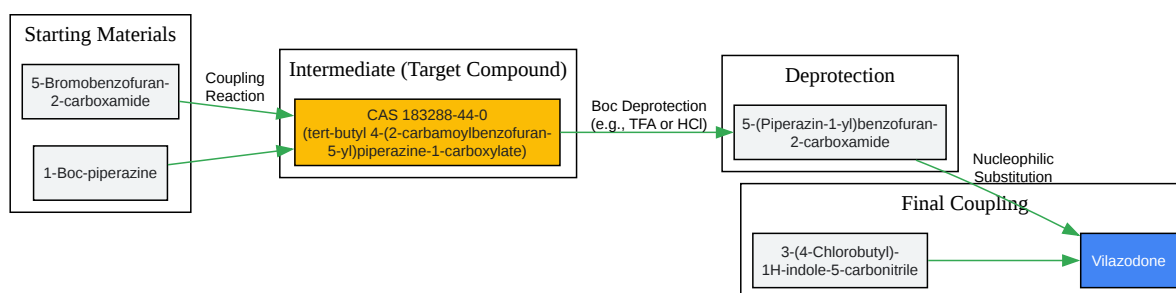 Starting Materials
5-Bromobenzofuran-
2-carboxamide
1-Boc-piperazine
Coupling
Reaction
Intermediate (Target Compound)
CAS 183288-44-0
(tert-butyl 4-(2-carbamoylbenzofuran-
5-yl)piperazine-1-carboxylate)
Boc Deprotection
(e.g., TFA or HCl)
Deprotection
5-(Piperazin-1-yl)benzofuran-
2-carboxamide
Nucleophilic
Substitution
Final Coupling
3-(4-Chlorobutyl)-
1H-indole-5-carbonitrile
Vilazodone